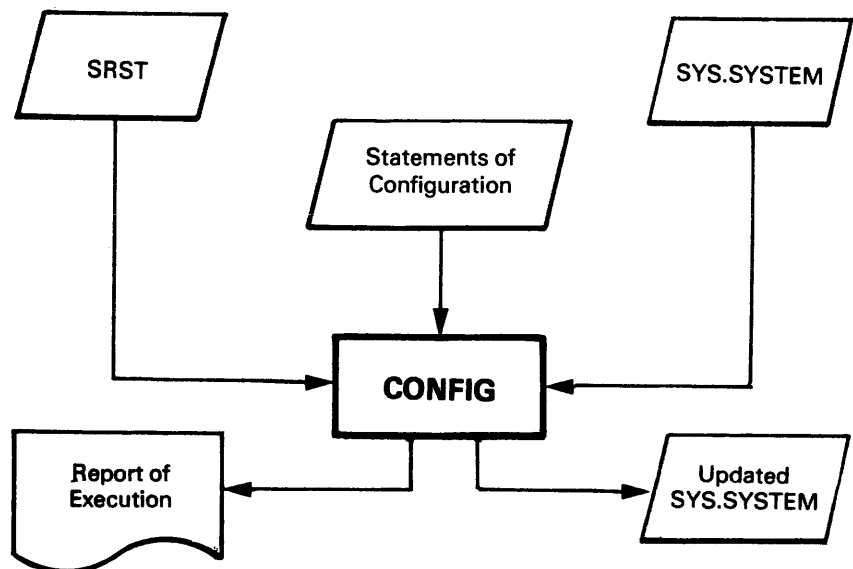 SRST
SYS.SYSTEM
Statements of
Configuration
CONFIG
Report of
Execution
Updated
SYS.SYSTEM